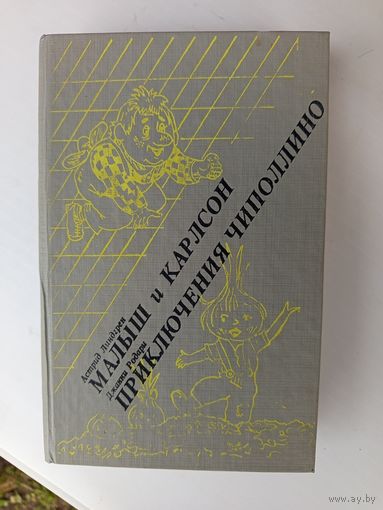 Астрид Линдгрен
МАЛЫШ и КАРЛСОН
Джанни Родари
ПРИКЛЮЧЕНИЯ ЧИПОЛЛИНО
www.ay.by